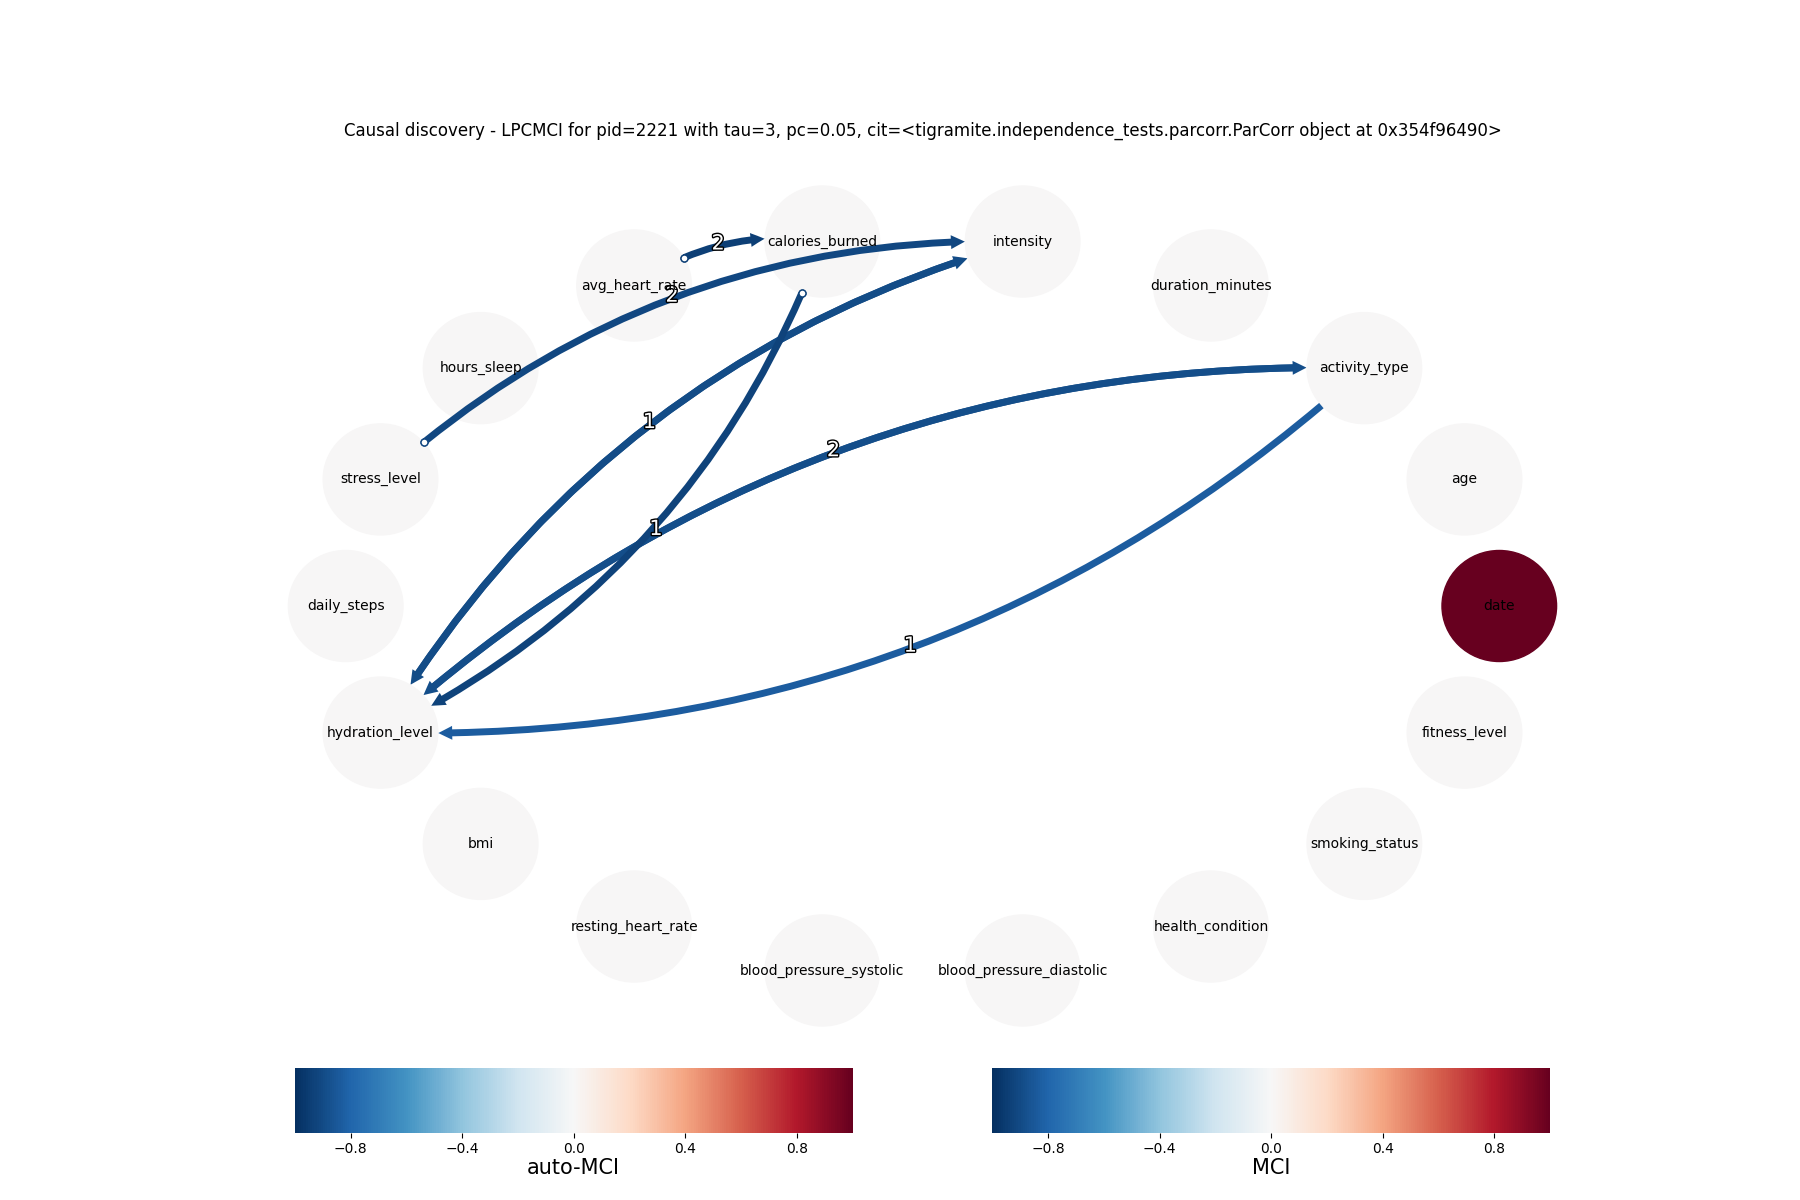 Causal discovery - LPCMCI for pid=2221 with tau=3, pc=0.05, cit=<tigramite.independence_tests.parcorr.ParCorr object at 0x354f96490>
calories_burned
intensity
2
avg_heart_rate
duration_minutes
2
hours_sleep
activity_type
1
2
stress_level
age
1
daily_steps
date
1
hydration_level
fitness_level
bmi
smoking_status
resting_heart_rate
health_condition
blood_pressure_systolic
blood_pressure_diastolic
−0.8 −0.4 0.0 0.4 0.8
auto-MCI
−0.8 −0.4 0.0 0.4 0.8
MCI